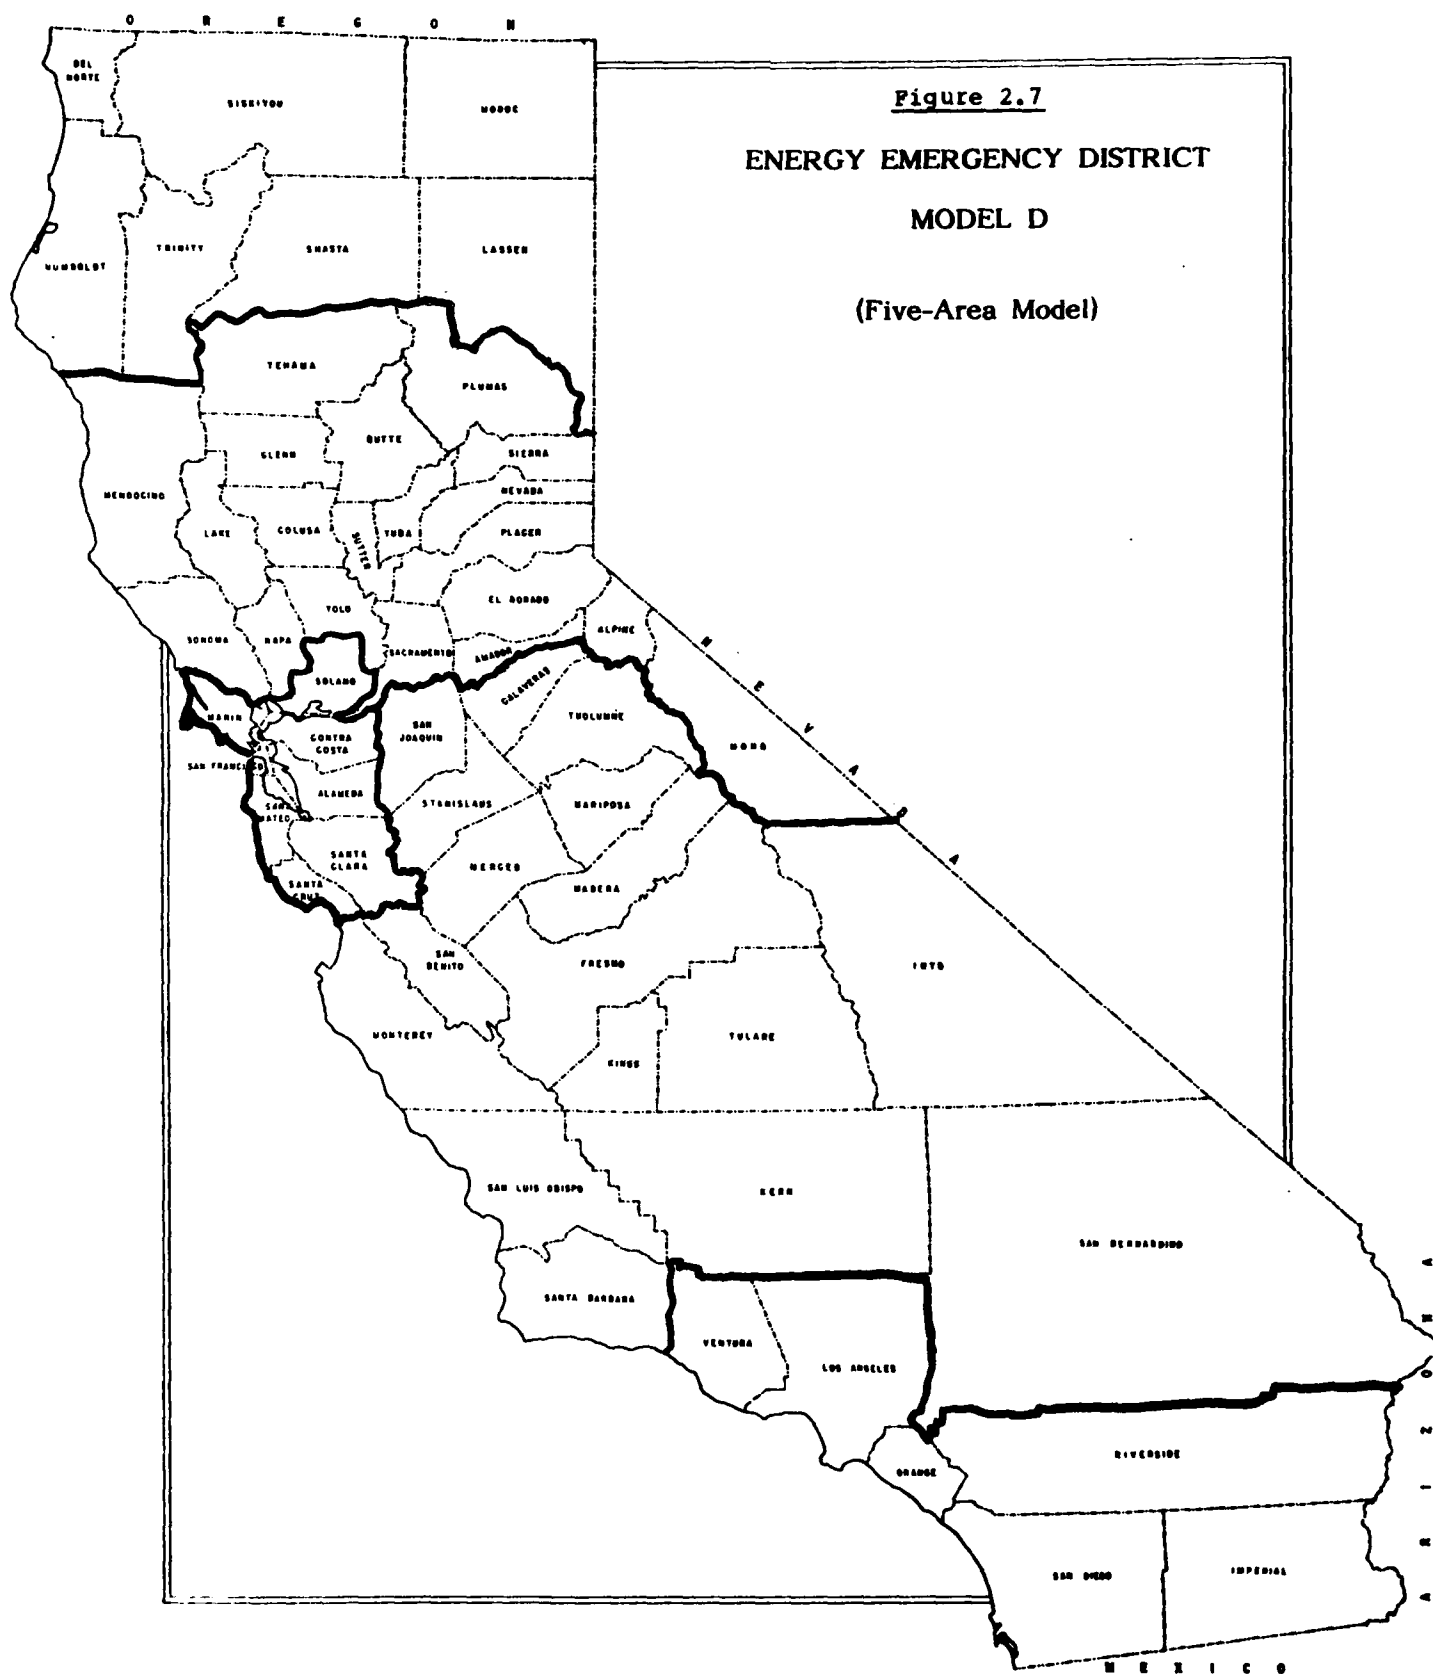 O R E G O N
Figure 2.7
ENERGY EMERGENCY DISTRICT
MODEL D
(Five-Area Model)
DEL
NORTE
SISKIYOU
MODOC
HUMBOLDT
TRINITY
SHASTA
LASSEN
TEHAMA
PLUMAS
BUTTE
GLENN
SIERRA
MENDOCINO
NEVADA
LAKE
COLUSA
SUTTER
YUBA
PLACER
YOLO
EL DORADO
SONOMA
NAPA
SACRAMENTO
AMADOR
ALPINE
SOLANO
CALAVERAS
MARIN
CONTRA
COSTA
SAN
JOAQUIN
TUOLUMNE
MONO
N E V A D A
SAN FRANCISCO
ALAMEDA
SAN
MATEO
STANISLAUS
MARIPOSA
SANTA
CLARA
MERCED
SANTA
CRUZ
MADERA
SAN
BENITO
FRESNO
INYO
MONTEREY
KINGS
TULARE
SAN LUIS OBISPO
KERN
SAN BERNARDINO
SANTA BARBARA
VENTURA
LOS ANGELES
ORANGE
RIVERSIDE
SAN DIEGO
IMPERIAL
A R I Z O N A
M E X I C O